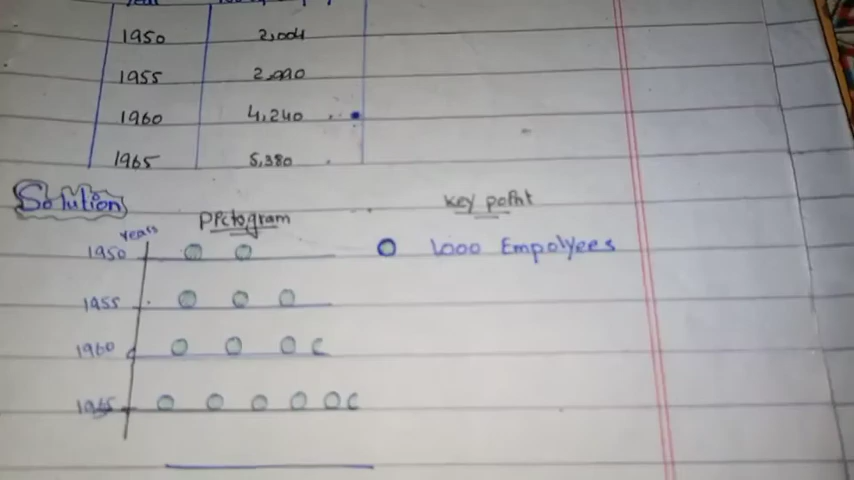 1950 2,004
1955 2,990
1960 4,240
1965 5,380
Solution
Pictogram
key point
years
1950
1000 Empolyees
1955
1960
1965